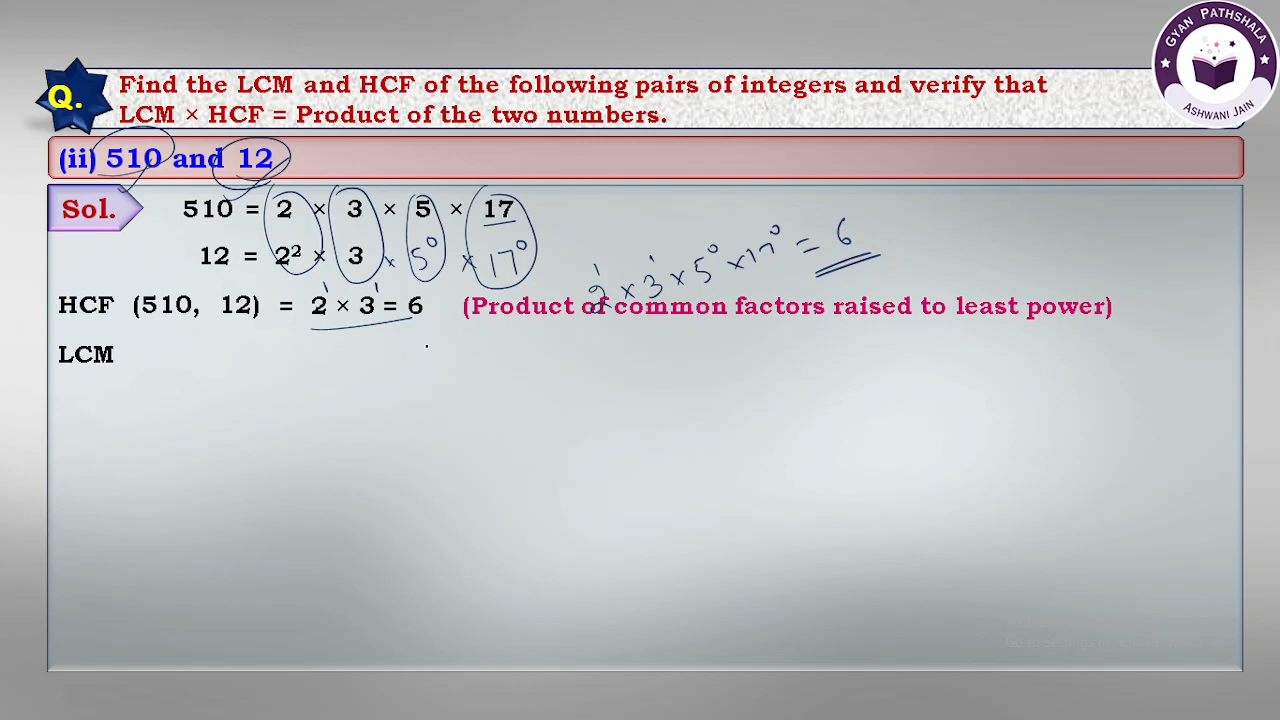 GYAN PATHSHALA
ASHWANI JAIN
Q. Find the LCM and HCF of the following pairs of integers and verify that
LCM × HCF = Product of the two numbers.
(ii) 510 and 12
Sol. 510 = 2 × 3 × 5 × 17
12 = 2² × 3 × 5⁰ × 17⁰
2¹ × 3¹ × 5⁰ × 17⁰ = 6
HCF (510, 12) = 2¹ × 3¹ = 6 (Product of common factors raised to least power)
LCM